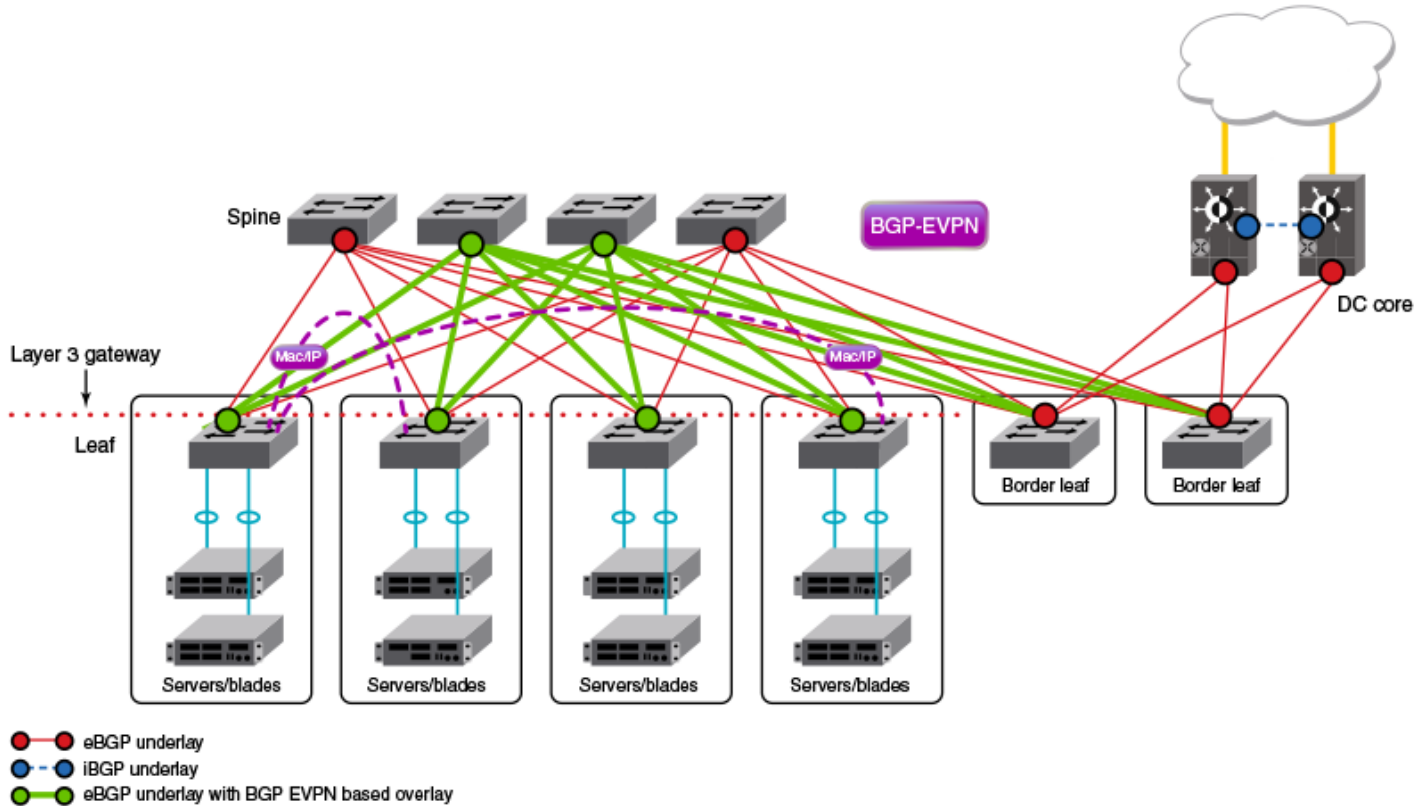 Spine
BGP-EVPN
DC core
Layer 3 gateway
Mac/IP
Mac/IP
Leaf
Border leaf
Border leaf
Servers/blades
Servers/blades
Servers/blades
Servers/blades
eBGP underlay
iBGP underlay
eBGP underlay with BGP EVPN based overlay